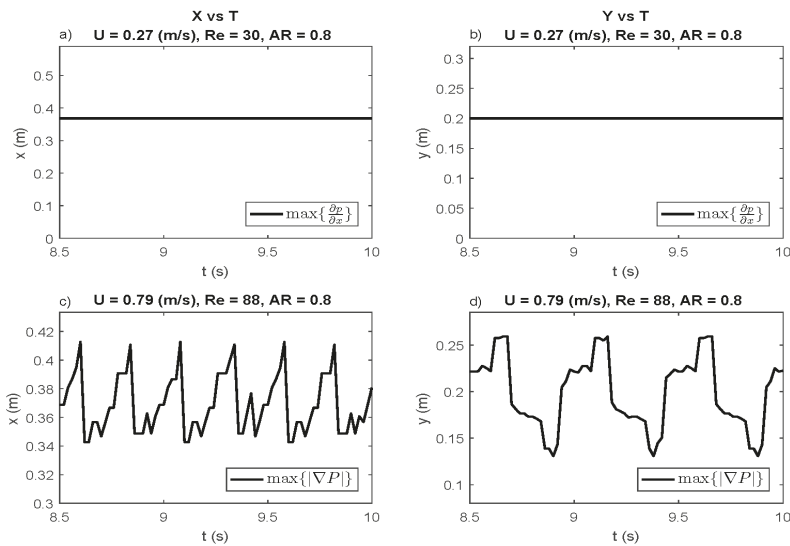 X vs T
a) U = 0.27 (m/s), Re = 30, AR = 0.8
0.5
0.4
0.3
0.2
0.1
0
x (m)
max{∂p/∂x}
8.5 9 9.5 10
t (s)
Y vs T
b) U = 0.27 (m/s), Re = 30, AR = 0.8
0.3
0.25
0.2
0.15
0.1
0.05
0
y (m)
max{∂p/∂x}
8.5 9 9.5 10
t (s)
c) U = 0.79 (m/s), Re = 88, AR = 0.8
0.42
0.4
0.38
0.36
0.34
0.32
0.3
x (m)
max{|∇P|}
8.5 9 9.5 10
t (s)
d) U = 0.79 (m/s), Re = 88, AR = 0.8
0.25
0.2
0.15
0.1
y (m)
max{|∇P|}
8.5 9 9.5 10
t (s)